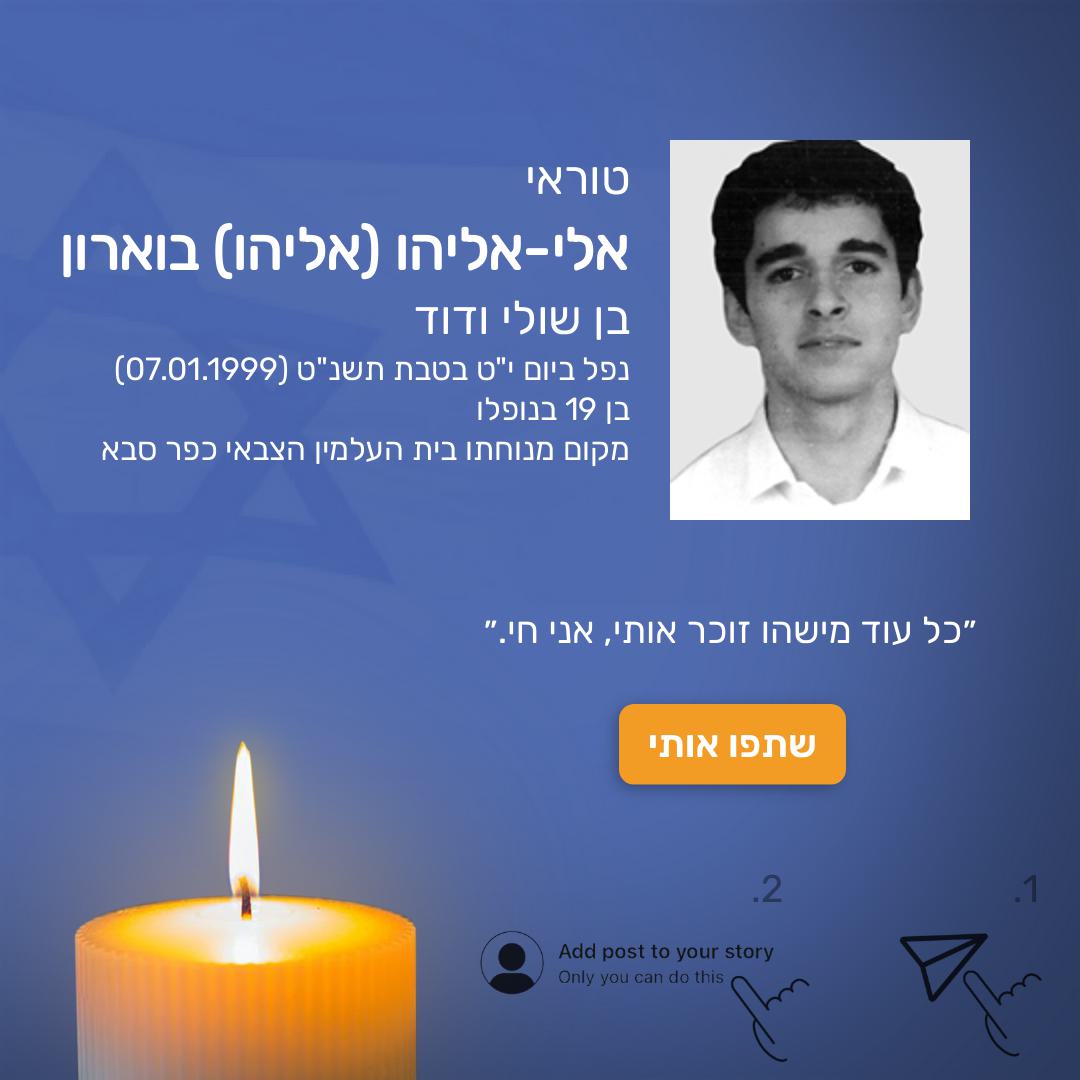 טוראי
אלי-אליהו (אליהו) בוארון
בן שולי ודוד
נפל ביום י"ט בטבת תשנ"ט (07.01.1999)
בן 19 בנופלו
מקום מנוחתו בית העלמין הצבאי כפר סבא
״כל עוד מישהו זוכר אותי, אני חי.״
שתפו אותי
.1
.2
Add post to your story
Only you can do this